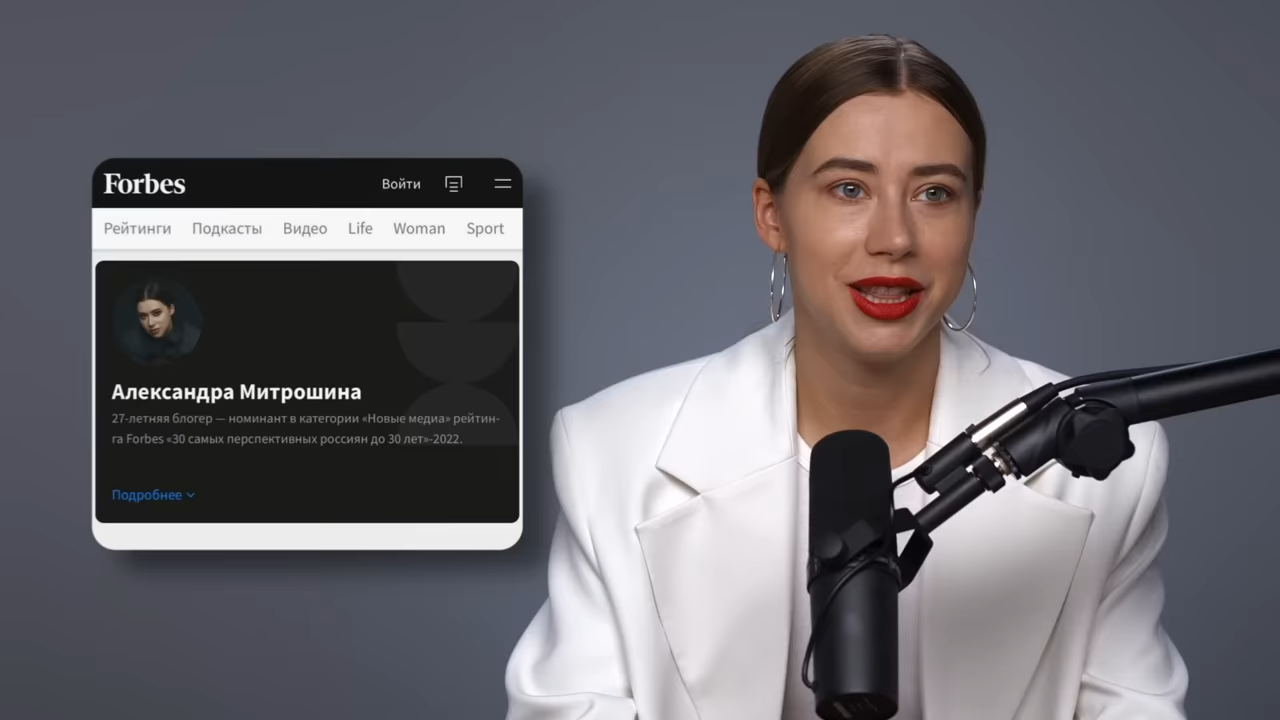 Forbes
Войти
Рейтинги Подкасты Видео Life Woman Sport
Александра Митрошина
27-летняя блогер — номинант в категории «Новые медиа» рейтин-
га Forbes «30 самых перспективных россиян до 30 лет»-2022.
Подробнее